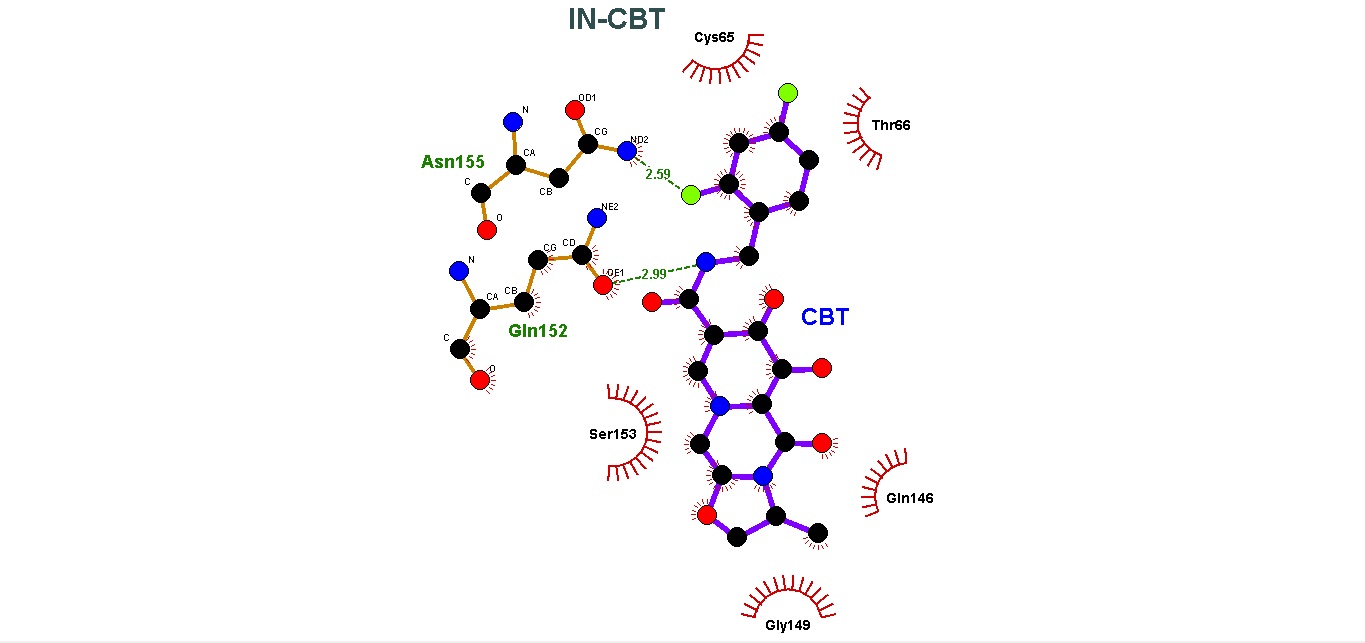 IN-CBT
Cys65
OD1
N
Thr66
CG
ND2
CA
Asn155
2.59
C
CB
NE2
O
CG
CD
N
OE1
2.99
CA
CB
CBT
Gln152
C
O
Ser153
Gln146
Gly149